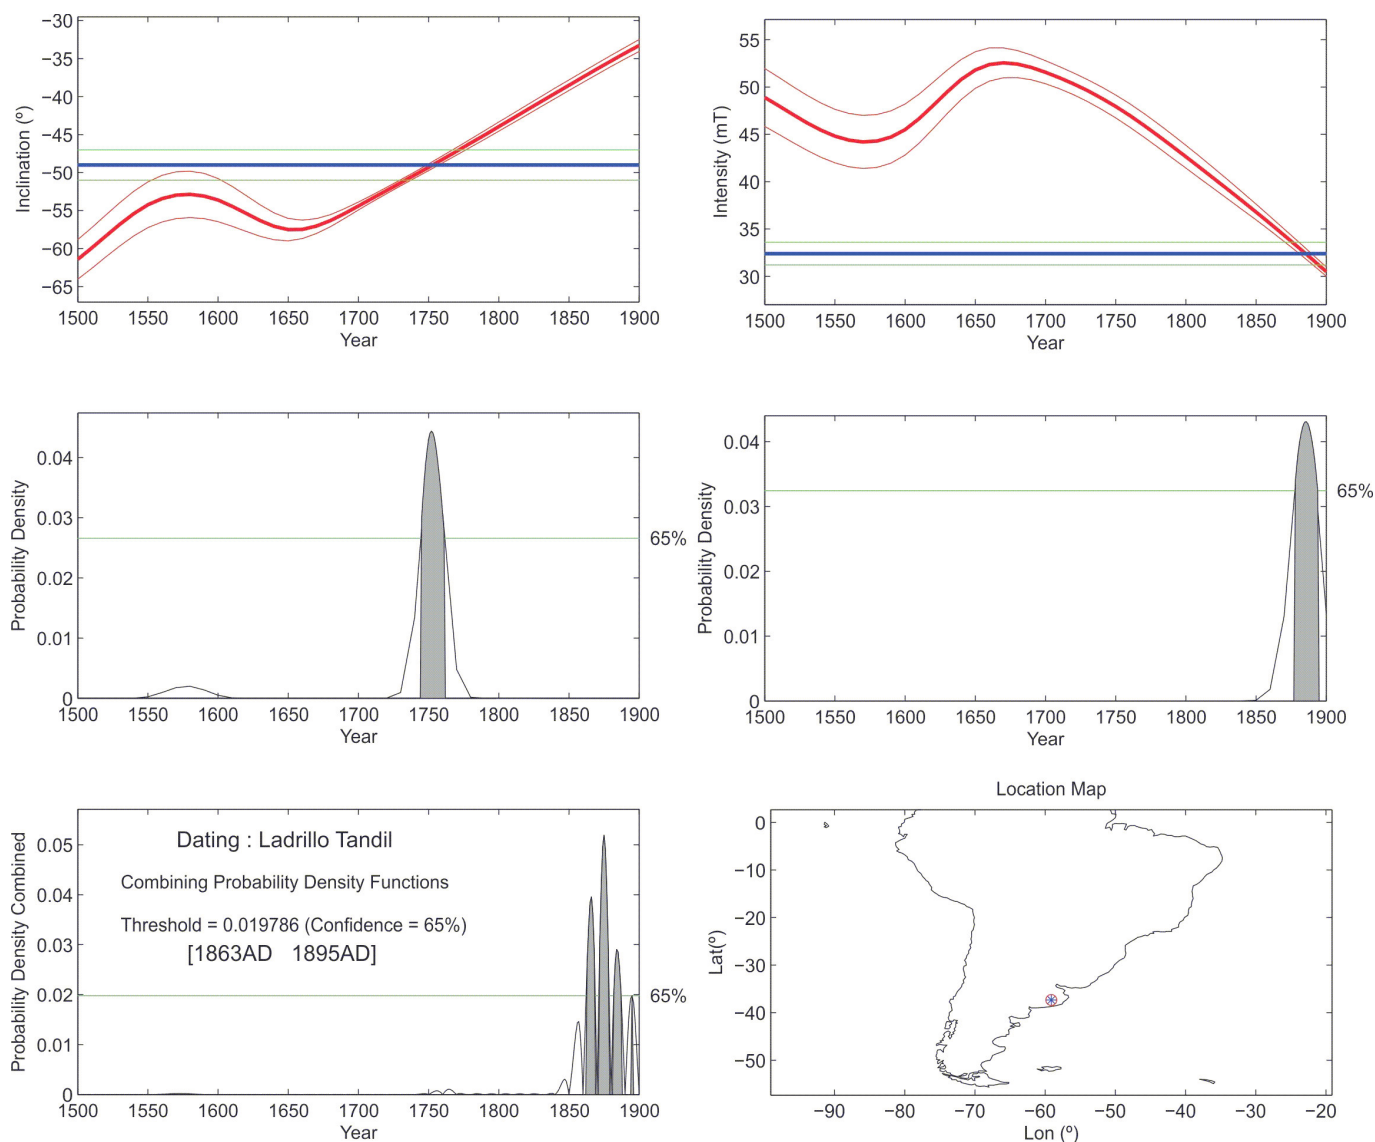 −30
−35
−40
−45
−50
−55
−60
−65
Inclination (º)
1500 1550 1600 1650 1700 1750 1800 1850 1900
Year
55
50
45
40
35
30
Intensity (mT)
1500 1550 1600 1650 1700 1750 1800 1850 1900
Year
0.04
0.03
0.02
0.01
0
Probability Density
65%
1500 1550 1600 1650 1700 1750 1800 1850 1900
Year
0.04
0.03
0.02
0.01
0
Probability Density
65%
1500 1550 1600 1650 1700 1750 1800 1850 1900
Year
0.05
0.04
0.03
0.02
0.01
0
Probability Density Combined
Dating : Ladrillo Tandil
Combining Probability Density Functions
Threshold = 0.019786 (Confidence = 65%)
[1863AD 1895AD]
65%
1500 1550 1600 1650 1700 1750 1800 1850 1900
Year
Location Map
0
−10
−20
−30
−40
−50
Lat(º)
−90 −80 −70 −60 −50 −40 −30 −20
Lon (º)